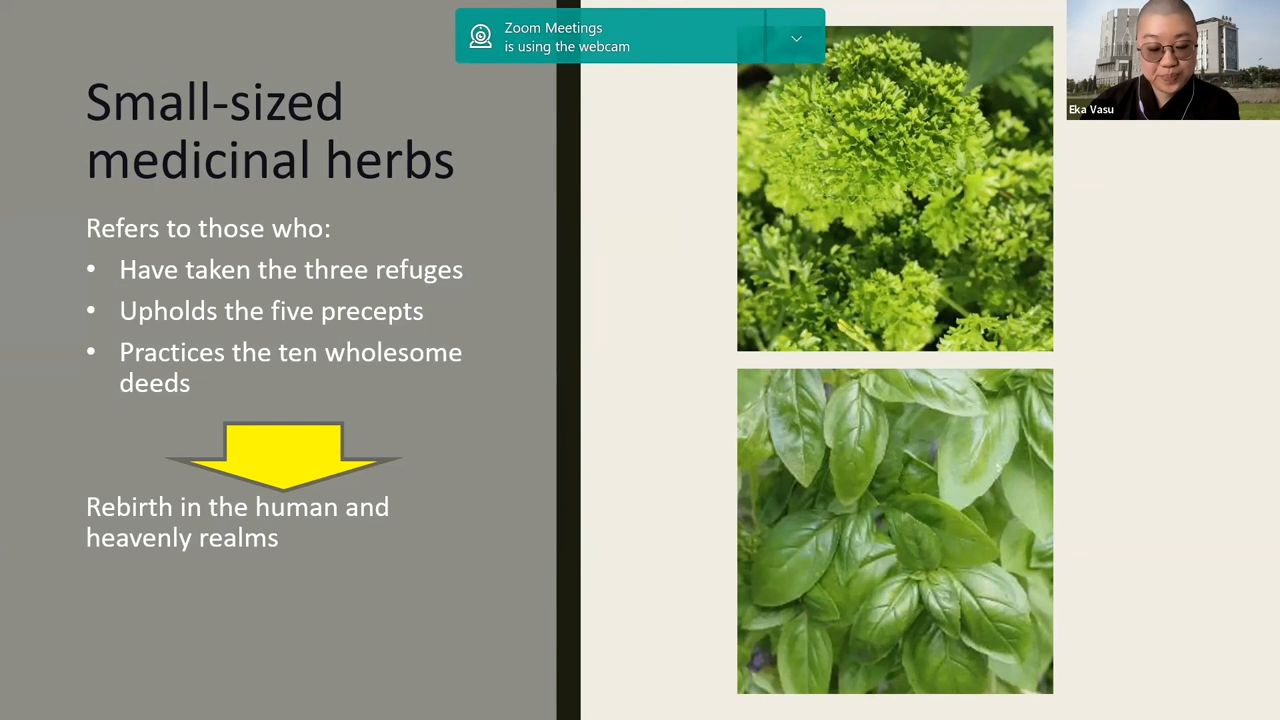 Zoom Meetings
is using the webcam
Small-sized
medicinal herbs
Refers to those who:
• Have taken the three refuges
• Upholds the five precepts
• Practices the ten wholesome
deeds
Rebirth in the human and
heavenly realms
Eka Vasu